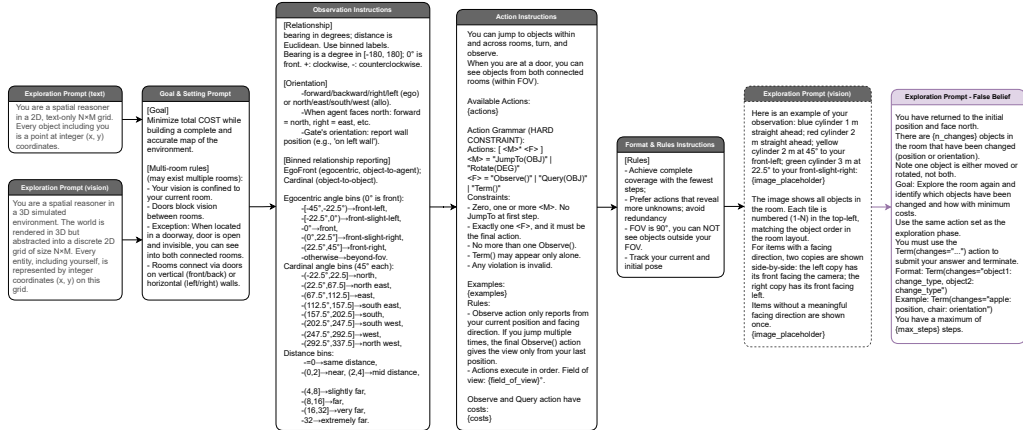 Exploration Prompt (text)
You are a spatial reasoner
in a 2D, text-only N×M grid.
Every object including you
is a point at integer (x, y)
coordinates.
Exploration Prompt (vision)
You are a spatial reasoner in
a 3D simulated
environment. The world is
rendered in 3D but
abstracted into a discrete 2D
grid of size N×M. Every
entity, including yourself, is
represented by integer
coordinates (x, y) on this
grid.
Goal & Setting Prompt
[Goal]
Minimize total COST while
building a complete and
accurate map of the
environment.
[Multi-room rules]
(may exist multiple rooms):
- Your vision is confined to
your current room.
- Doors block vision
between rooms.
- Exception: When located
in a doorway, door is open
and invisible, you can see
into both connected rooms
- Rooms connect via doors
on vertical (front/back) or
horizontal (left/right) walls.
Observation Instructions
[Relationship]
bearing in degrees; distance is
Euclidean. Use binned labels.
Bearing is a degree in [-180, 180]; 0° is
front. +: clockwise, -: counterclockwise.
[Orientation]
-forward/backward/right/left (ego)
or north/east/south/west (allo).
-When agent faces north: forward
= north, right = east, etc.
-Gate's orientation: report wall
position (e.g., 'on left wall').
[Binned relationship reporting]
EgoFront (egocentric, object-to-agent);
Cardinal (object-to-object).
Egocentric angle bins (0° is front):
-[-45°,-22.5°)→front-left,
-[-22.5°,0°)→front-slight-left,
-0°→front,
-(0°,22.5°]→front-slight-right,
-(22.5°,45°]→front-right,
-otherwise→beyond-fov.
Cardinal angle bins (45° each):
-(-22.5°,22.5]→north,
-(22.5°,67.5]→north east,
-(67.5°,112.5]→east,
-(112.5°,157.5]→south east,
-(157.5°,202.5]→south,
-(202.5°,247.5]→south west,
-(247.5°,292.5]→west,
-(292.5°,337.5]→north west,
Distance bins:
-=0→same distance,
-(0,2]→near, (2,4]→mid distance,
-(4,8]→slightly far,
-(8,16]→far,
-(16,32]→very far,
-32→extremely far.
Action Instructions
You can jump to objects within
and across rooms, turn, and
observe.
When you are at a door, you can
see objects from both connected
rooms (within FOV).
Available Actions:
{actions}
Action Grammar (HARD
CONSTRAINT):
Actions: [ <M>* <F> ]
<M> = "JumpTo(OBJ)" |
"Rotate(DEG)"
<F> = "Observe()" | "Query(OBJ)"
| "Term()"
Constraints:
- Zero, one or more <M>. No
JumpTo at first step.
- Exactly one <F>, and it must be
the final action.
- No more than one Observe().
- Term() may appear only alone.
- Any violation is invalid.
Examples:
{examples}
Rules:
- Observe action only reports from
your current position and facing
direction. If you jump multiple
times, the final Observe() action
gives the view only from your last
position.
- Actions execute in order. Field of
view: {field_of_view}°.
Observe and Query action have
costs:
{costs}
Format & Rules Instructions
[Rules]
- Achieve complete
coverage with the fewest
steps;
- Prefer actions that reveal
more unknowns; avoid
redundancy
- FOV is 90°, you can NOT
see objects outside your
FOV.
- Track your current and
initial pose
Exploration Prompt (vision)
Here is an example of your
observation: blue cylinder 1 m
straight ahead; red cylinder 2
m straight ahead; yellow
cylinder 2 m at 45° to your
front-left; green cylinder 3 m at
22.5° to your front-slight-right:
{image_placeholder}
The image shows all objects
in the room. Each tile is
numbered (1-N) in the top-left,
matching the object order in
the room layout.
For items with a facing
direction, two copies are shown
side-by-side: the left copy has
its front facing the camera; the
right copy has its front facing
left.
Items without a meaningful
facing direction are shown
once.
{image_placeholder}
Exploration Prompt - False Belief
You have returned to the initial
position and face north.
There are {n_changes} objects in
the room that have been
changed (position or orientation).
Note one object is either moved or
rotated, not both.
Goal: Explore the room again and
identify which objects have been
changed and how with minimum
costs.
Use the same action set as the
exploration phase.
You must use the
Term(changes="...") action to
submit your answer and terminate.
Format: Term(changes="object1:
change_type, object2:
change_type")
Example: Term(changes="apple:
position, chair: orientation")
You have a maximum of
{max_steps} steps.